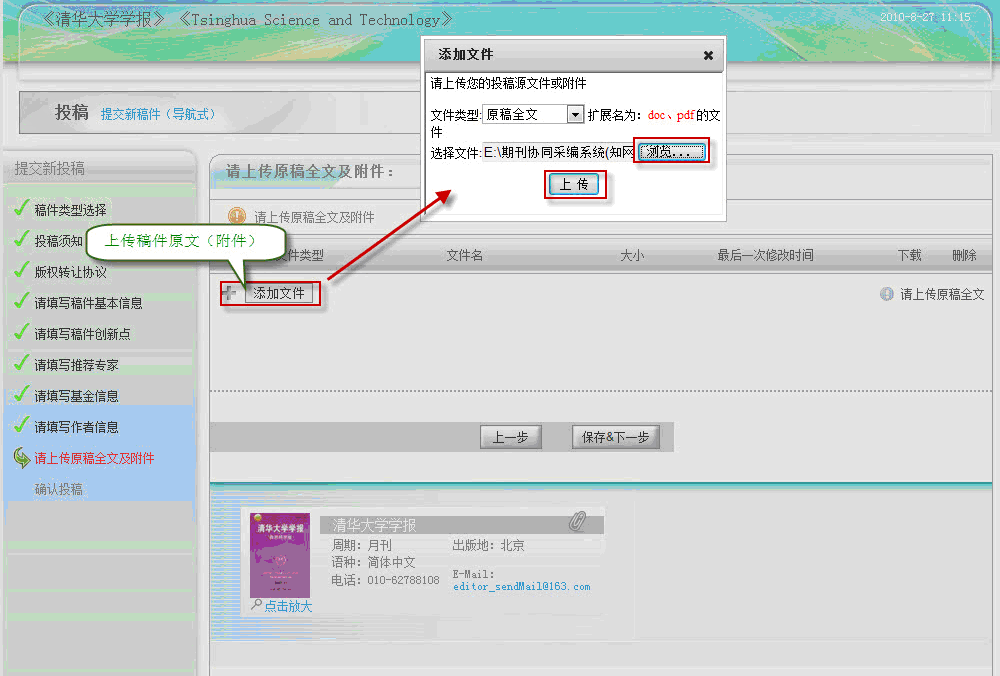 《清华大学学报》 《Tsinghua Science and Technology》
2010-8-27 11:15
投稿 提交新稿件（导航式）
添加文件
请上传您的投稿源文件或附件
文件类型: 原稿全文 扩展名为：doc、pdf的文
件
选择文件: E:\期刊协同采编系统(知网 浏览...
上 传
提交新投稿
稿件类型选择
投稿须知
版权转让协议
请填写稿件基本信息
请填写稿件创新点
请填写推荐专家
请填写基金信息
请填写作者信息
请上传原稿全文及附件
确认投稿
上传稿件原文（附件）
请上传原稿全文及附件：
请上传原稿全文及附件
件类型 文件名 大小 最后一次修改时间 下载 删除
添加文件
请上传原稿全文
上一步 保存&下一步
清华大学学报
清华大学学报
周期：月刊 出版地：北京
语种：简体中文
电话：010-62788108
E-Mail:
editor_sendMail@163.com
点击放大